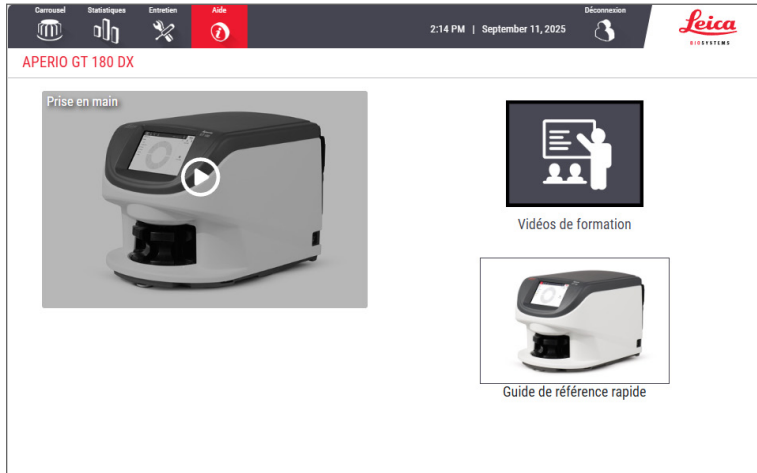 Carrousel
Statistiques
Entretien
Aide
2:14 PM | September 11, 2025
Déconnexion
Leica
BIOSYSTEMS
APERIO GT 180 DX
Prise en main
Vidéos de formation
Guide de référence rapide